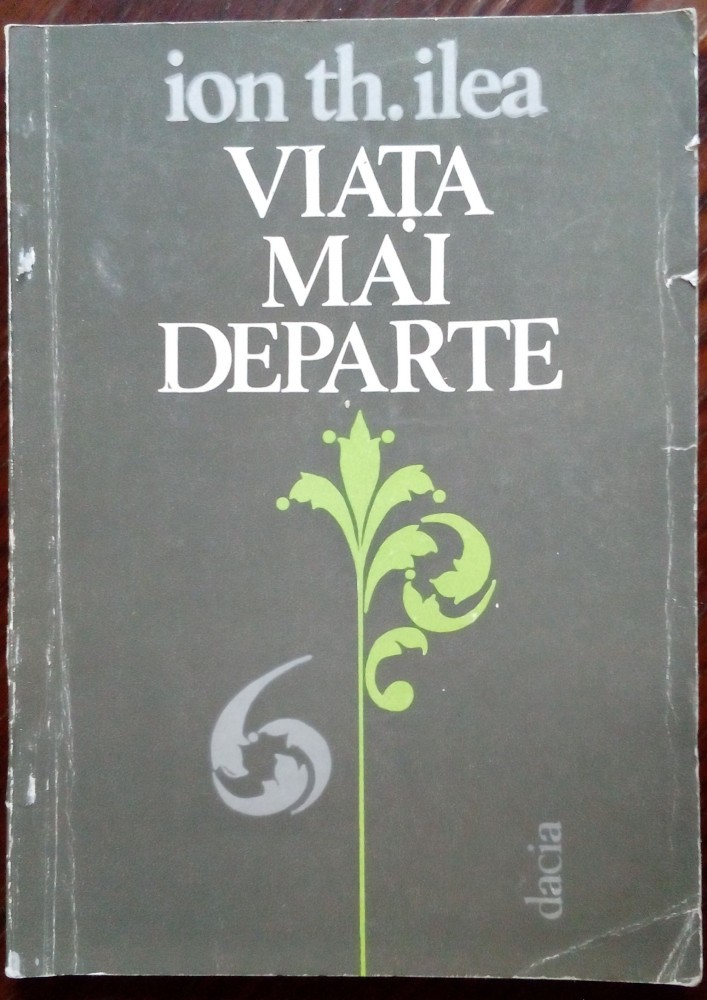 ion th. ilea
VIAȚA
MAI
DEPARTE
dacia